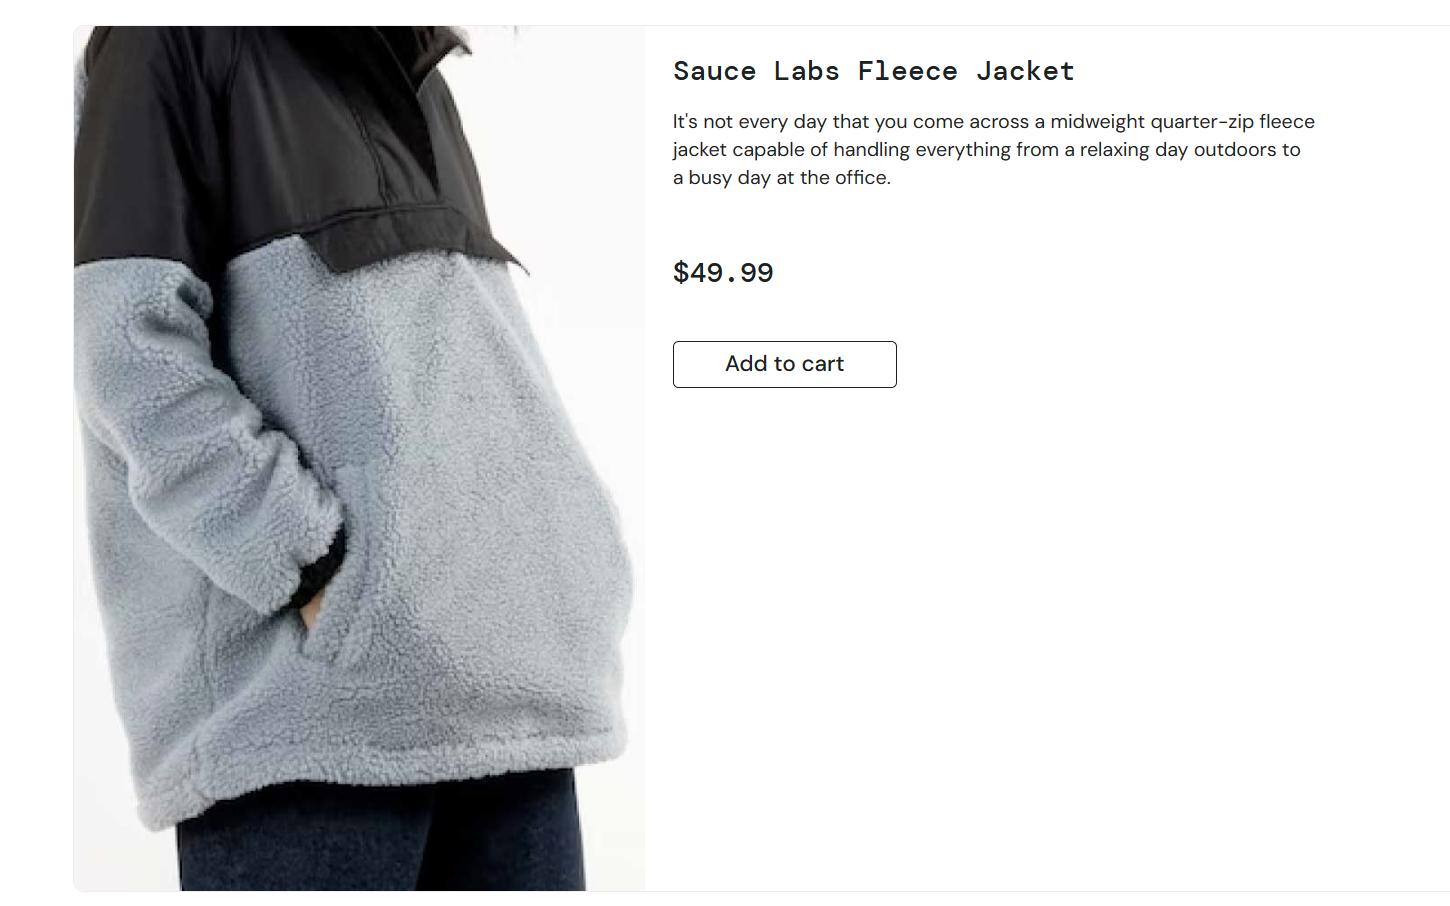 Sauce Labs Fleece Jacket
It's not every day that you come across a midweight quarter-zip fleece
jacket capable of handling everything from a relaxing day outdoors to
a busy day at the office.
$49.99
Add to cart